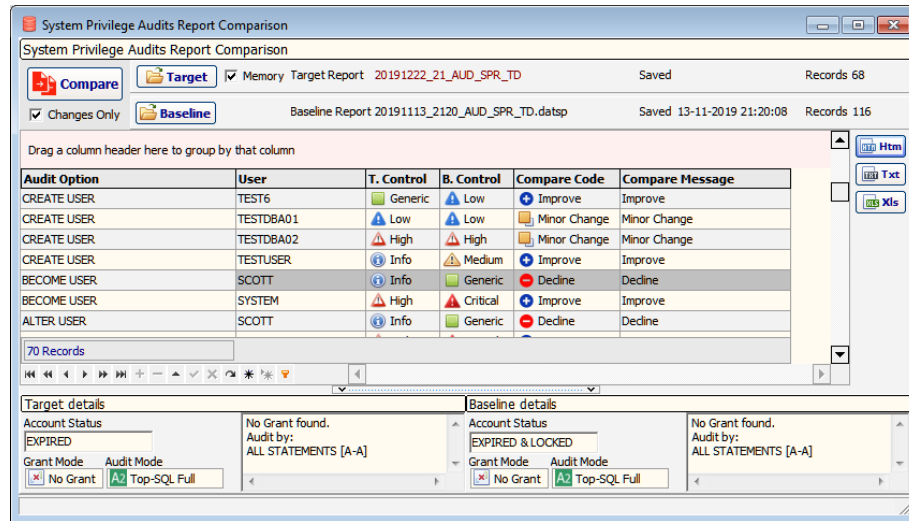 System Privilege Audits Report Comparison
System Privilege Audits Report Comparison
Compare
Target
Memory Target Report 20191222_21_AUD_SPR_TD Saved Records 68
Changes Only
Baseline
Baseline Report 20191113_2120_AUD_SPR_TD.datsp Saved 13-11-2019 21:20:08 Records 116
Drag a column header here to group by that column
Htm
Txt
Xls
Audit Option User T. Control B. Control Compare Code Compare Message
CREATE USER TEST6 Generic Low Improve Improve
CREATE USER TESTDBA01 Low Low Minor Change Minor Change
CREATE USER TESTDBA02 High High Minor Change Minor Change
CREATE USER TESTUSER Info Medium Improve Improve
BECOME USER SCOTT Info Generic Decline Decline
BECOME USER SYSTEM High Critical Improve Improve
ALTER USER SCOTT Info Generic Decline Decline
70 Records
Target details
Account Status
EXPIRED
Grant Mode Audit Mode
No Grant A2 Top-SQL Full
No Grant found.
Audit by:
ALL STATEMENTS [A-A]
Baseline details
Account Status
EXPIRED & LOCKED
Grant Mode Audit Mode
No Grant A2 Top-SQL Full
No Grant found.
Audit by:
ALL STATEMENTS [A-A]